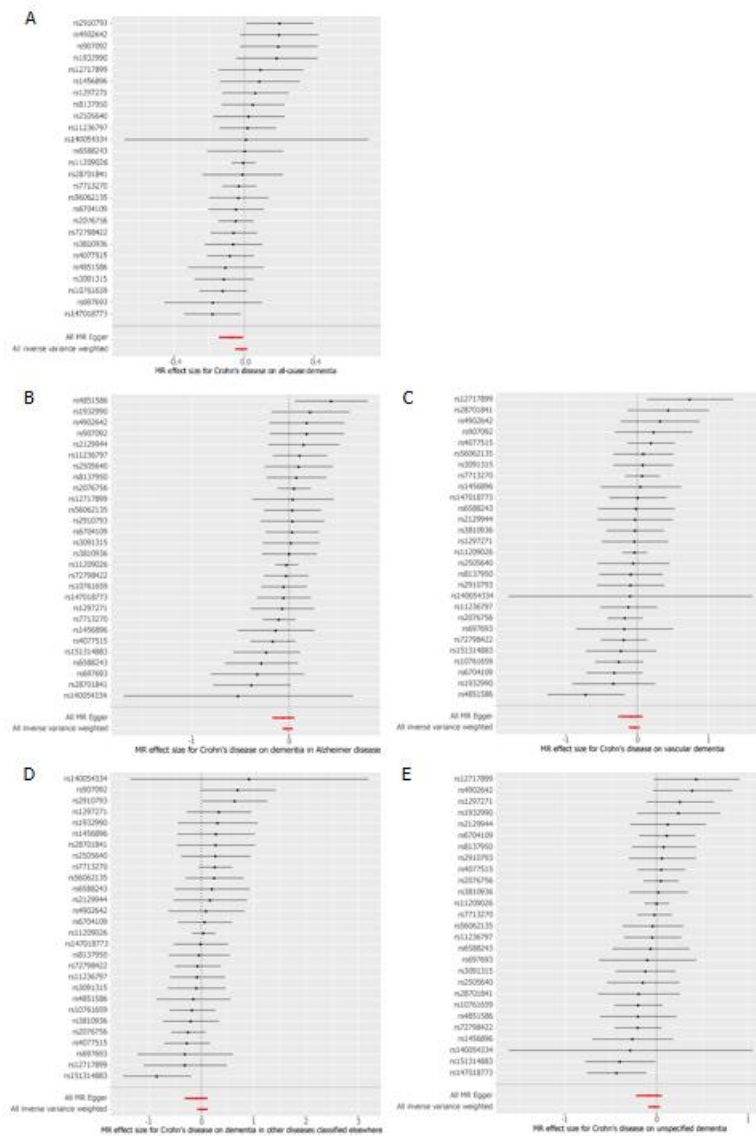 A
rs2910793
rs4902642
rs907092
rs1932990
rs12717899
rs1456896
rs1297271
rs8137950
rs2505640
rs11236797
rs140054334
rs6588243
rs11209026
rs28701841
rs7713270
rs56062135
rs6704109
rs2076756
rs72798422
rs3810936
rs4077515
rs4851586
rs3091315
rs10761659
rs697693
rs147018773
All MR Egger
All inverse variance weighted
-0.4 0.0 0.4
MR effect size for Crohn's disease on all-cause dementia
B
rs4851586
rs1932990
rs4902642
rs907092
rs2129944
rs11236797
rs2505640
rs8137950
rs2076756
rs12717899
rs56062135
rs2910793
rs6704109
rs3091315
rs3810936
rs11209026
rs72798422
rs10761659
rs147018773
rs1297271
rs7713270
rs1456896
rs4077515
rs151314883
rs6588243
rs697693
rs28701841
rs140054334
All MR Egger
All inverse variance weighted
-1 0
MR effect size for Crohn's disease on dementia in Alzheimer disease
C
rs12717899
rs28701841
rs4902642
rs907092
rs4077515
rs56062135
rs3091315
rs7713270
rs1456896
rs147018773
rs6588243
rs2129944
rs3810936
rs1297271
rs11209026
rs2505640
rs8137950
rs2910793
rs140054334
rs11236797
rs2076756
rs697693
rs72798422
rs151314883
rs10761659
rs6704109
rs1932990
rs4851586
All MR Egger
All inverse variance weighted
-1 0 1
MR effect size for Crohn's disease on vascular dementia
D
rs140054334
rs907092
rs2910793
rs1297271
rs1932990
rs1456896
rs28701841
rs2505640
rs7713270
rs56062135
rs6588243
rs2129944
rs4902642
rs6704109
rs11209026
rs147018773
rs8137950
rs72798422
rs11236797
rs3091315
rs4851586
rs10761659
rs3810936
rs2076756
rs4077515
rs697693
rs12717899
rs151314883
All MR Egger
All inverse variance weighted
-1 0 1 2 3
MR effect size for Crohn's disease on dementia in other diseases classified elsewhere
E
rs12717899
rs4902642
rs1297271
rs1932990
rs2129944
rs6704109
rs8137950
rs2910793
rs4077515
rs2076756
rs3810936
rs11209026
rs7713270
rs56062135
rs11236797
rs6588243
rs697693
rs3091315
rs2505640
rs28701841
rs10761659
rs4851586
rs72798422
rs1456896
rs140054334
rs151314883
rs147018773
All MR Egger
All inverse variance weighted
-1 0 1
MR effect size for Crohn's disease on unspecified dementia